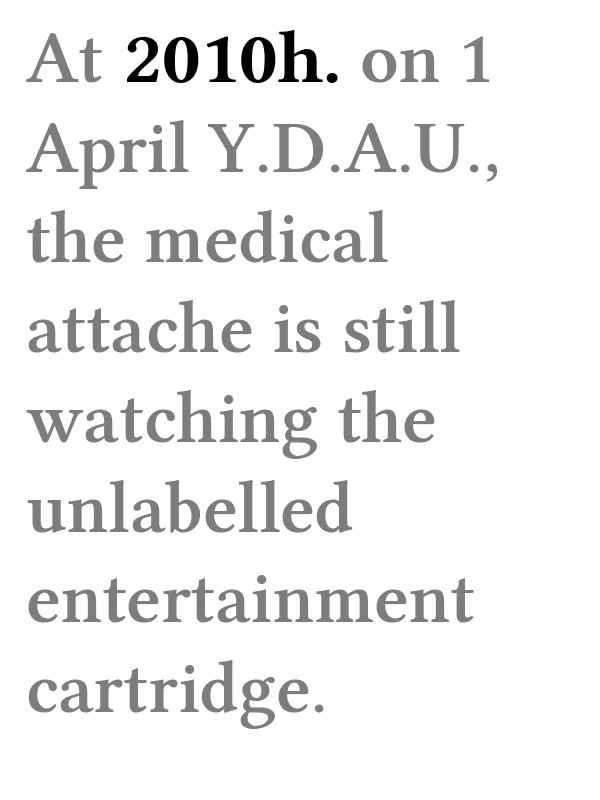 At 2010h. on 1
April Y.D.A.U.,
the medical
attache is still
watching the
unlabelled
entertainment
cartridge.